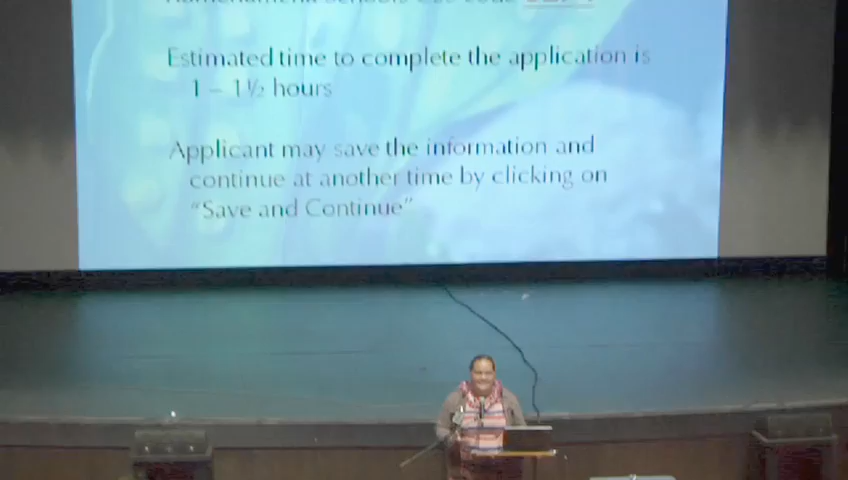 Estimated time to complete the application is
1 – 1½ hours
Applicant may save the information and
continue at another time by clicking on
"Save and Continue"